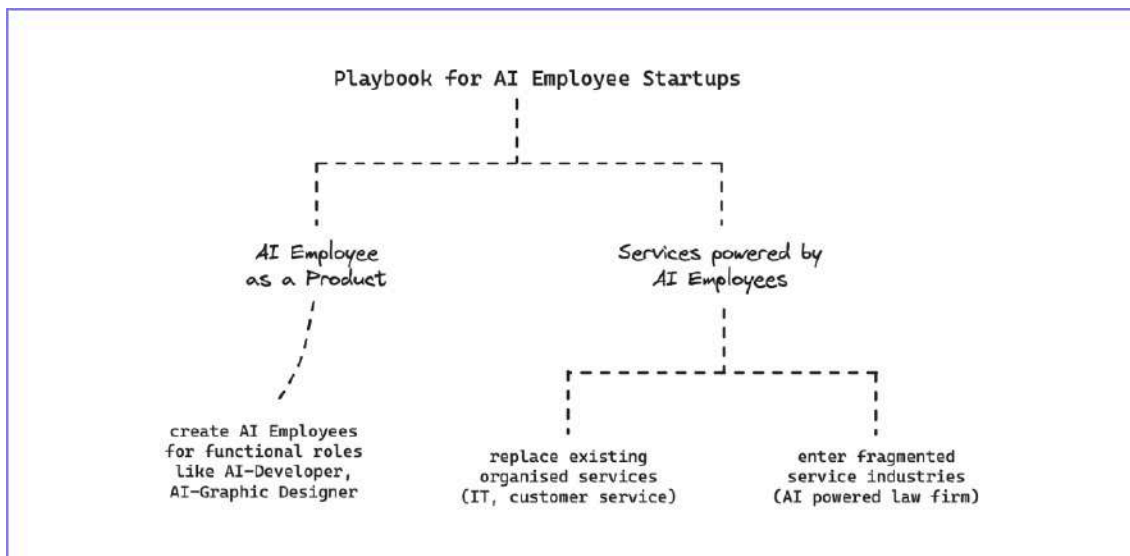 Playbook for AI Employee Startups
AI Employee
as a Product
Services powered by
AI Employees
create AI Employees
for functional roles
like AI-Developer,
AI-Graphic Designer
replace existing
organised services
(IT, customer service)
enter fragmented
service industries
(AI powered law firm)